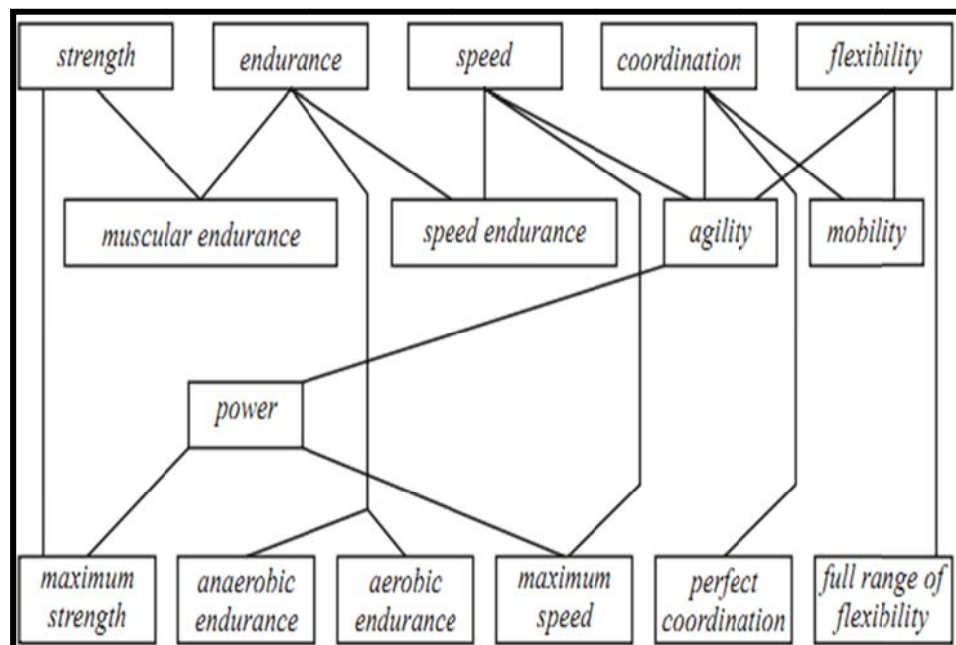 strength
endurance
speed
coordination
flexibility
muscular endurance
speed endurance
agility
mobility
power
maximum
strength
anaerobic
endurance
aerobic
endurance
maximum
speed
perfect
coordination
full range of
flexibility